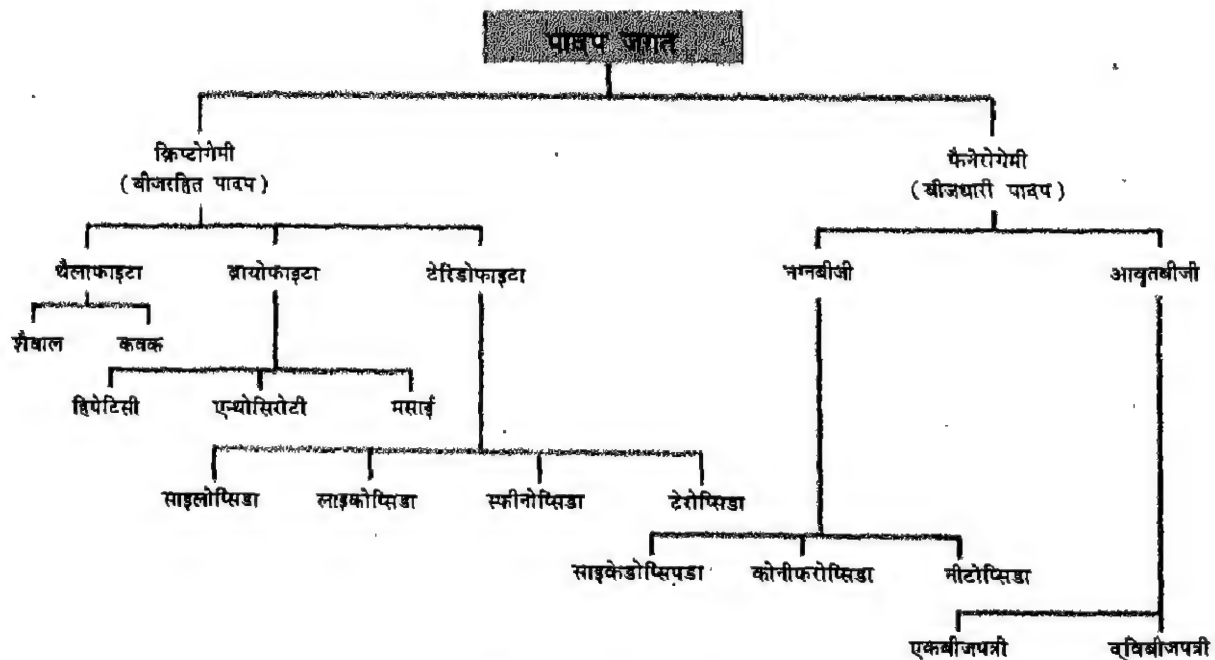 पादप जगत
क्रिप्टोगेमी
(बीजरहित पादप)
फैनेरोगेमी
(बीजधारी पादप)
थैलाफाइटा
ब्रायोफाइटा
टेरिडोफाइटा
नग्नबीजी
आवृतबीजी
शैवाल
कवक
हिपेटिसी
एन्थोसिरोटी
मसाई
साइलोप्सिडा
लाइकोप्सिडा
स्फीनोप्सिडा
टेरोप्सिडा
साइकेडोप्सिपडा
कोनीफरोप्सिडा
नीटोप्सिडा
एकबीजपत्री
द्विबीजपत्री